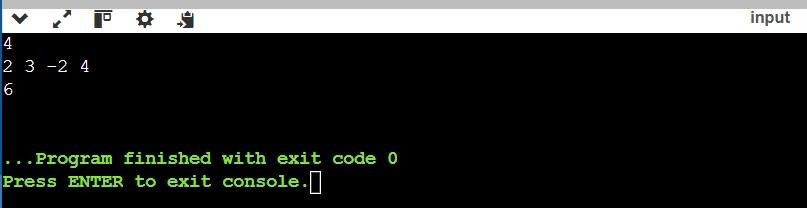 input
4
2 3 -2 4
6
...Program finished with exit code 0
Press ENTER to exit console.